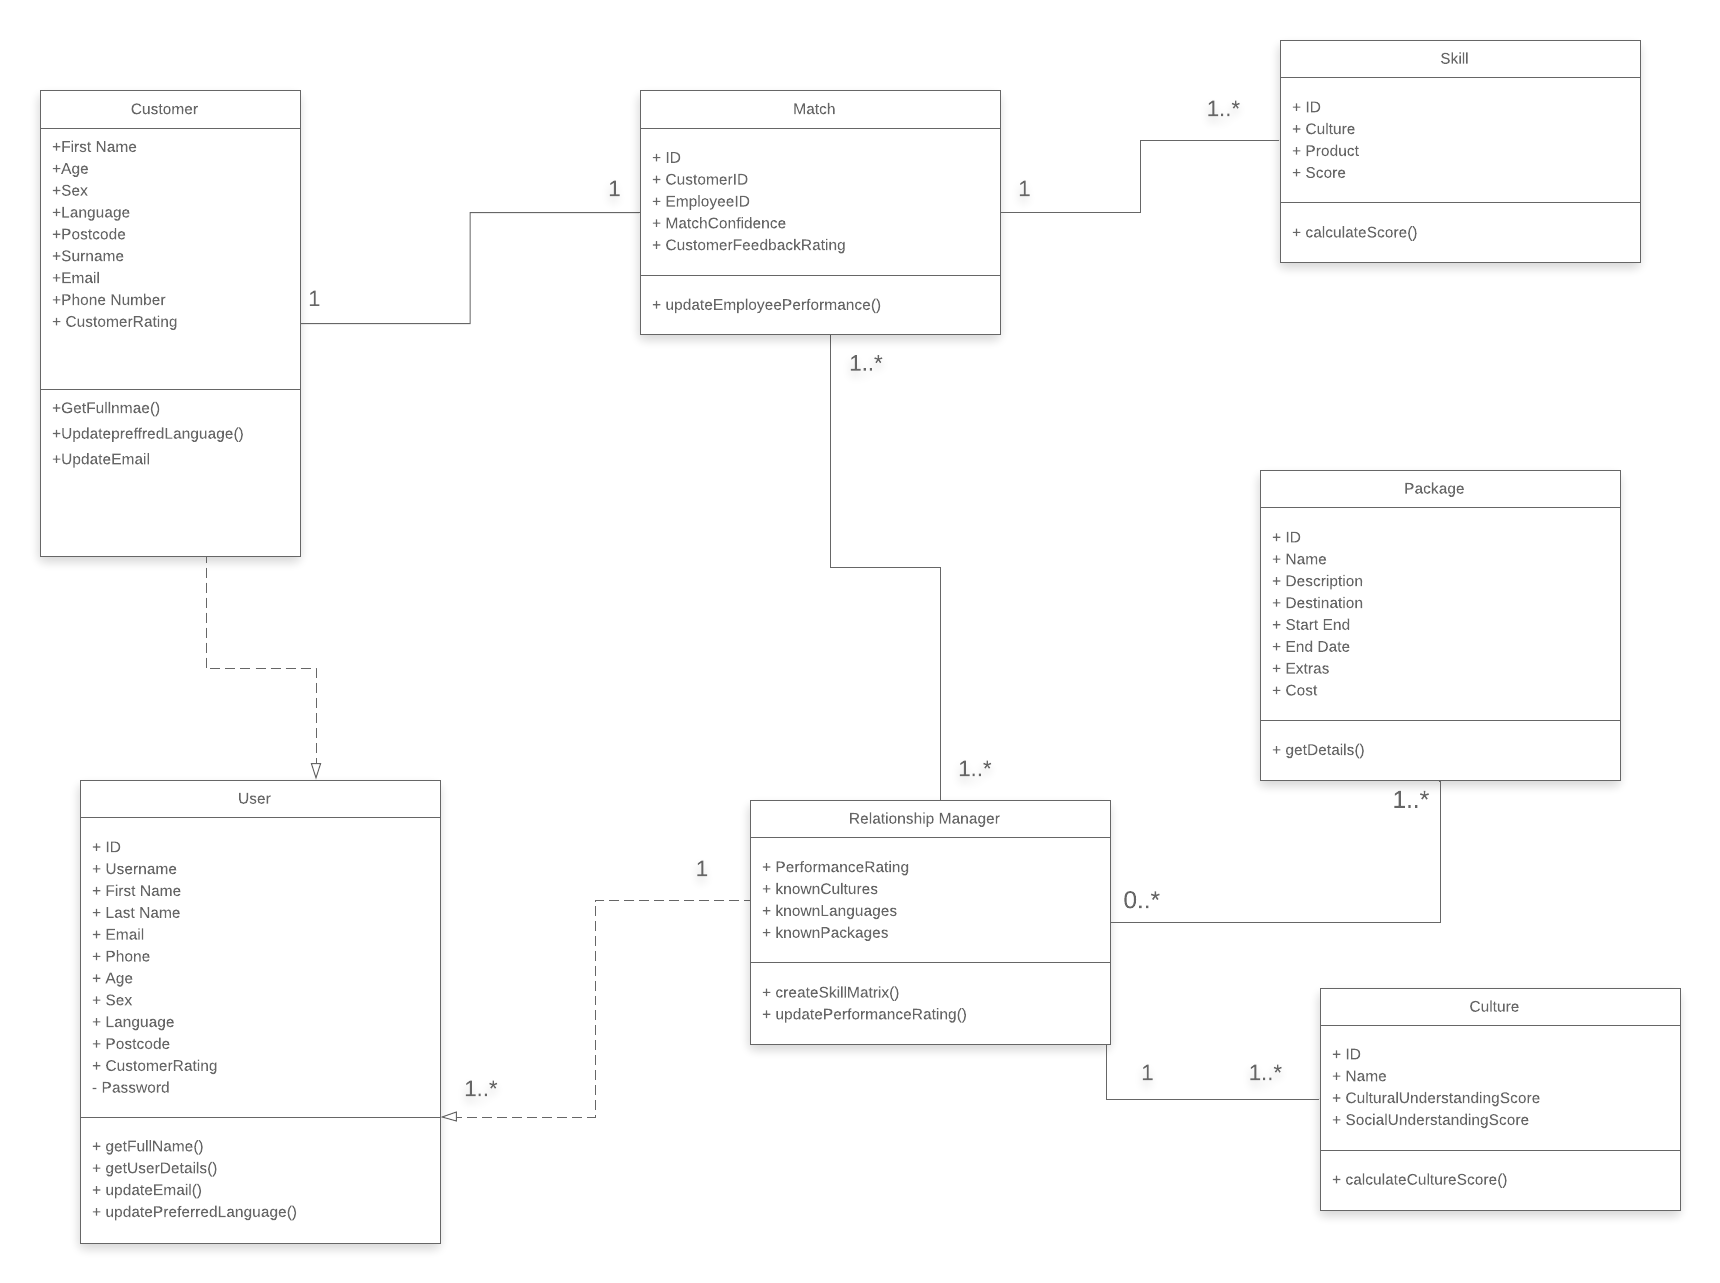 Customer
+First Name
+Age
+Sex
+Language
+Postcode
+Surname
+Email
+Phone Number
+ CustomerRating
+GetFullnmae()
+UpdatepreffredLanguage()
+UpdateEmail
1
1
Match
+ ID
+ CustomerID
+ EmployeeID
+ MatchConfidence
+ CustomerFeedbackRating
+ updateEmployeePerformance()
1
1..*
Skill
+ ID
+ Culture
+ Product
+ Score
+ calculateScore()
1..*
1..*
Package
+ ID
+ Name
+ Description
+ Destination
+ Start End
+ End Date
+ Extras
+ Cost
+ getDetails()
1..*
0..*
User
+ ID
+ Username
+ First Name
+ Last Name
+ Email
+ Phone
+ Age
+ Sex
+ Language
+ Postcode
+ CustomerRating
- Password
+ getFullName()
+ getUserDetails()
+ updateEmail()
+ updatePreferredLanguage()
1..*
1
Relationship Manager
+ PerformanceRating
+ knownCultures
+ knownLanguages
+ knownPackages
+ createSkillMatrix()
+ updatePerformanceRating()
1
1..*
Culture
+ ID
+ Name
+ CulturalUnderstandingScore
+ SocialUnderstandingScore
+ calculateCultureScore()